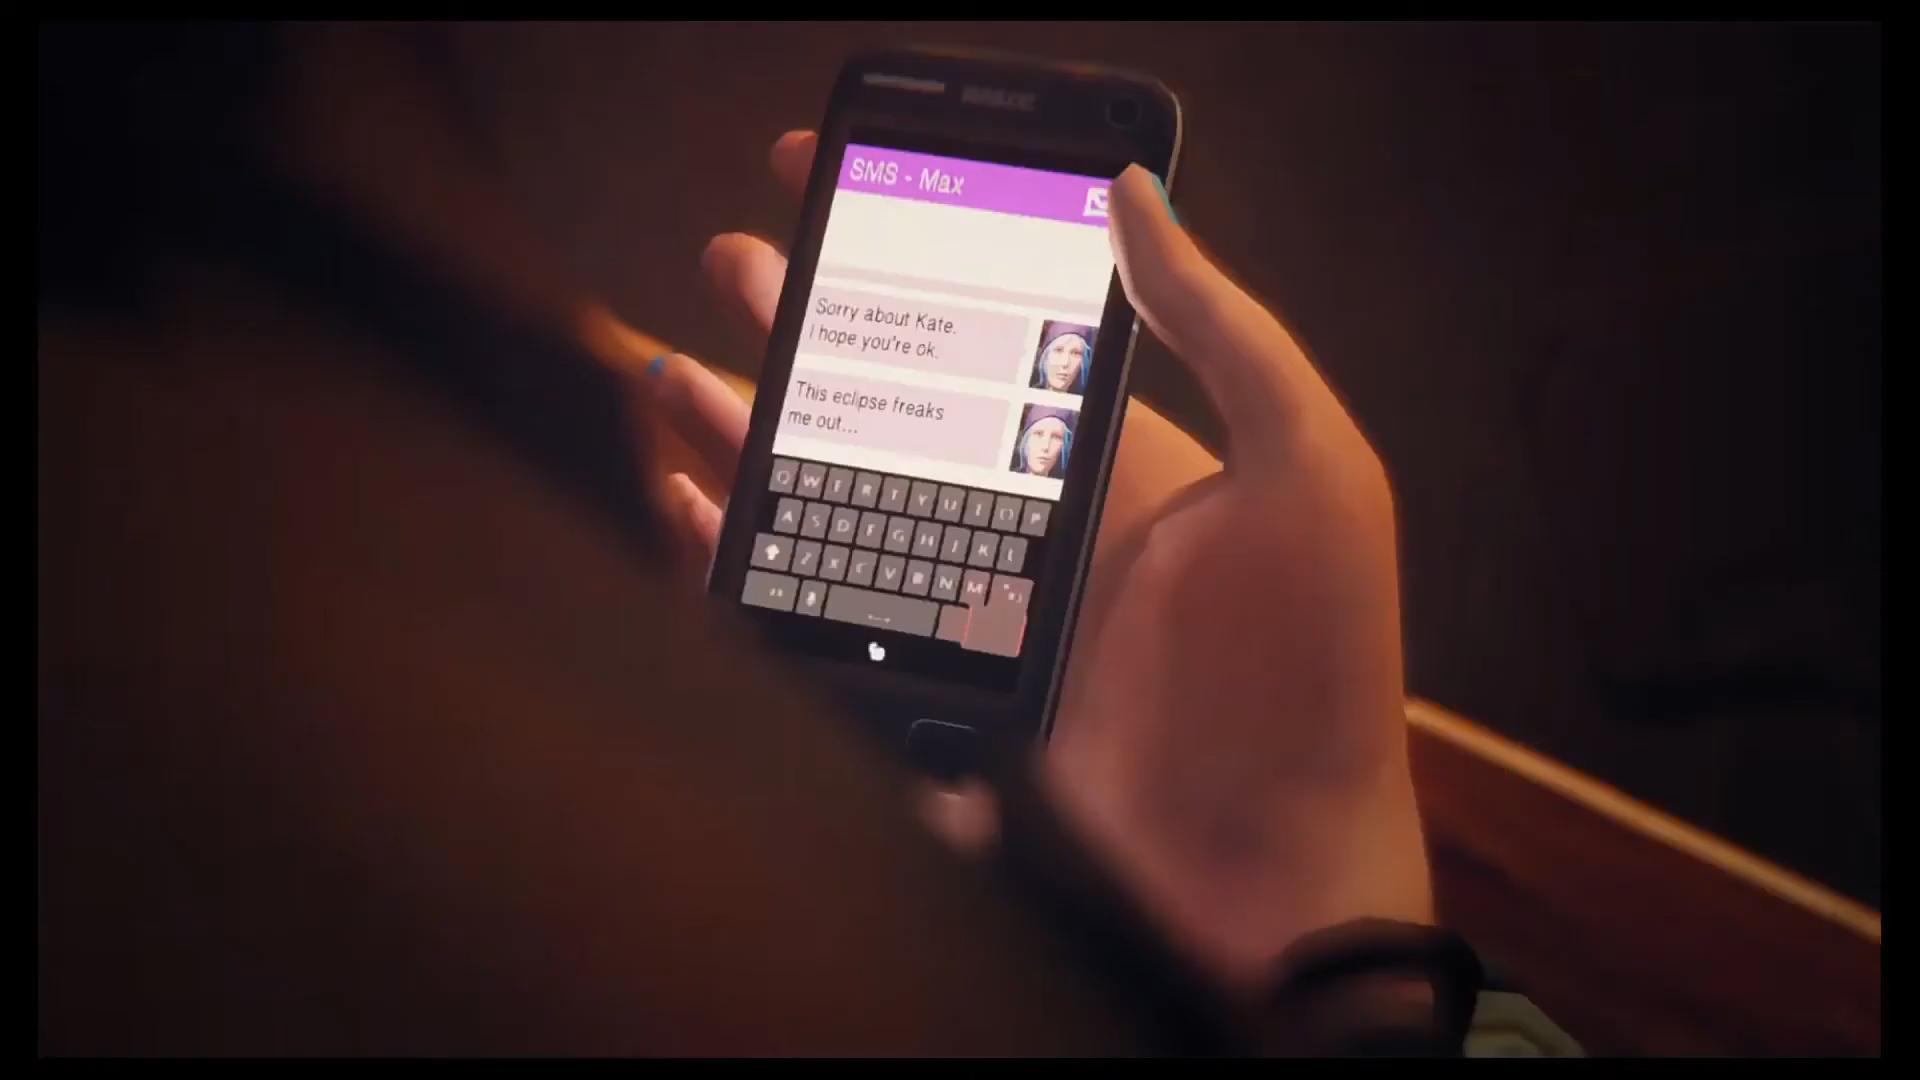 SMS - Max
Sorry about Kate.
I hope you're ok.
This eclipse freaks
me out...
Q W E R T Y U I O P
A S D F G H J K L
Z X C V B N M